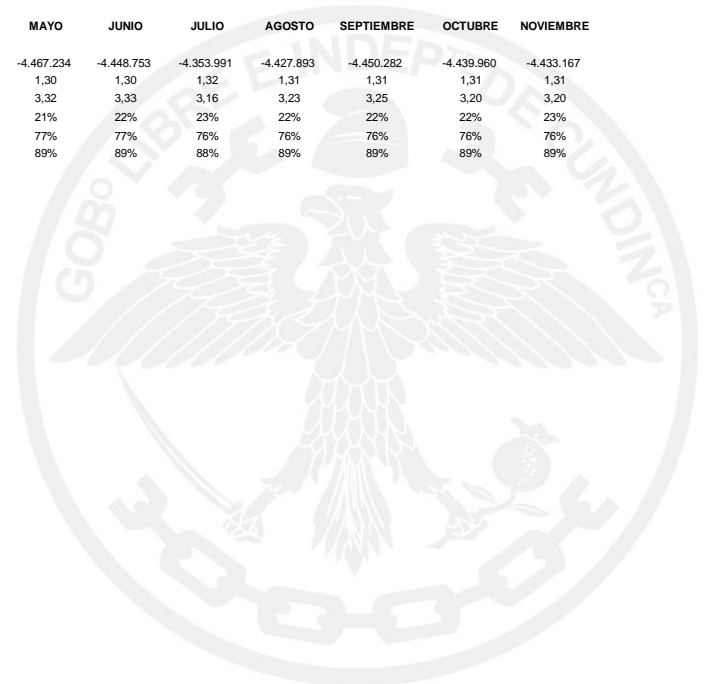 MAYO JUNIO JULIO AGOSTO SEPTIEMBRE OCTUBRE NOVIEMBRE
-4.467.234 -4.448.753 -4.353.991 -4.427.893 -4.450.282 -4.439.960 -4.433.167
1,30 1,30 1,32 1,31 1,31 1,31 1,31
3,32 3,33 3,16 3,23 3,25 3,20 3,20
21% 22% 23% 22% 22% 22% 23%
77% 77% 76% 76% 76% 76% 76%
89% 89% 88% 89% 89% 89% 89%
GOBº LIBRE E INDEPTE DE CUNDINCA